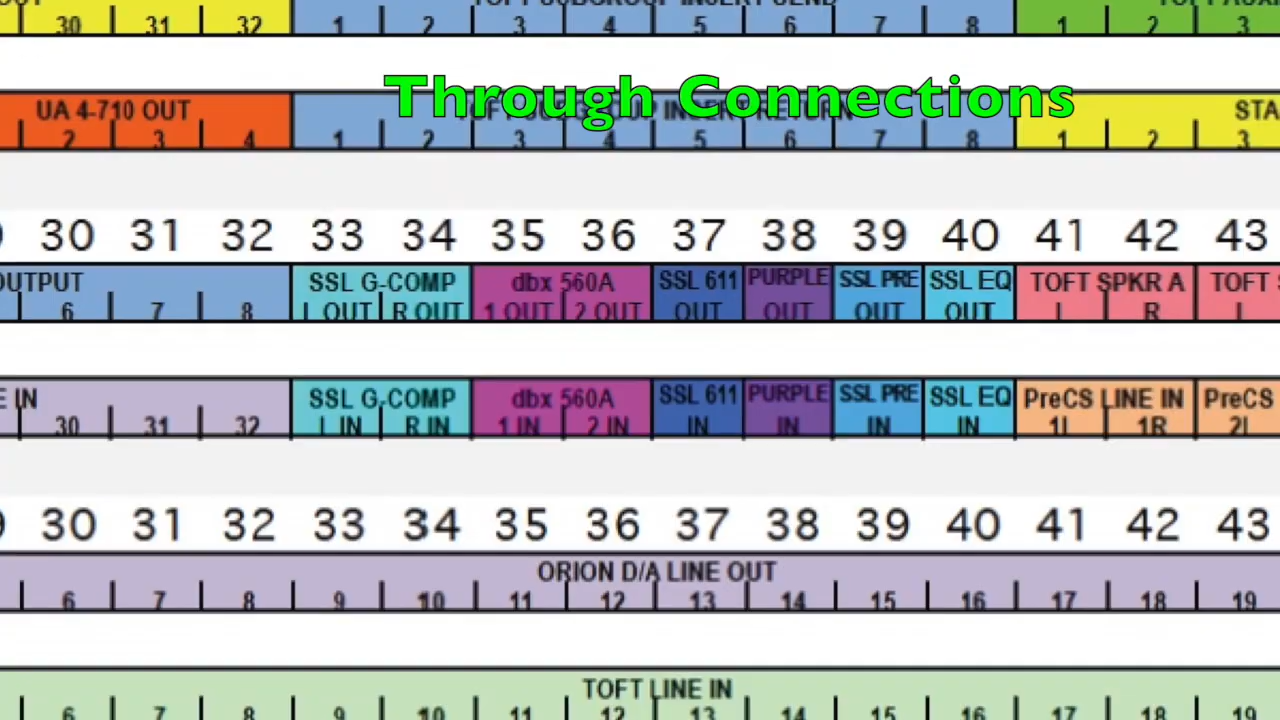 30 31 32 1 2 3 4 5 6 7 8 1 2 3
Through Connections
UA 4-710 OUT STA
2 3 4 1 2 3 4 5 6 7 8 1 2 3
30 31 32 33 34 35 36 37 38 39 40 41 42 43
OUTPUT SSL G-COMP dbx 560A SSL 611 PURPLE SSL PRE SSL EQ TOFT SPKR A TOFT
6 7 8 L OUT R OUT 1 OUT 2 OUT OUT OUT OUT OUT L R L
E IN SSL G-COMP dbx 560A SSL 611 PURPLE SSL PRE SSL EQ PreCS LINE IN PreCS
30 31 32 L IN R IN 1 IN 2 IN IN IN IN IN 1L 1R 2L
30 31 32 33 34 35 36 37 38 39 40 41 42 43
ORION D/A LINE OUT
6 7 8 9 10 11 12 13 14 15 16 17 18 19
TOFT LINE IN
6 7 8 9 10 11 12 13 14 15 16 17 18 19